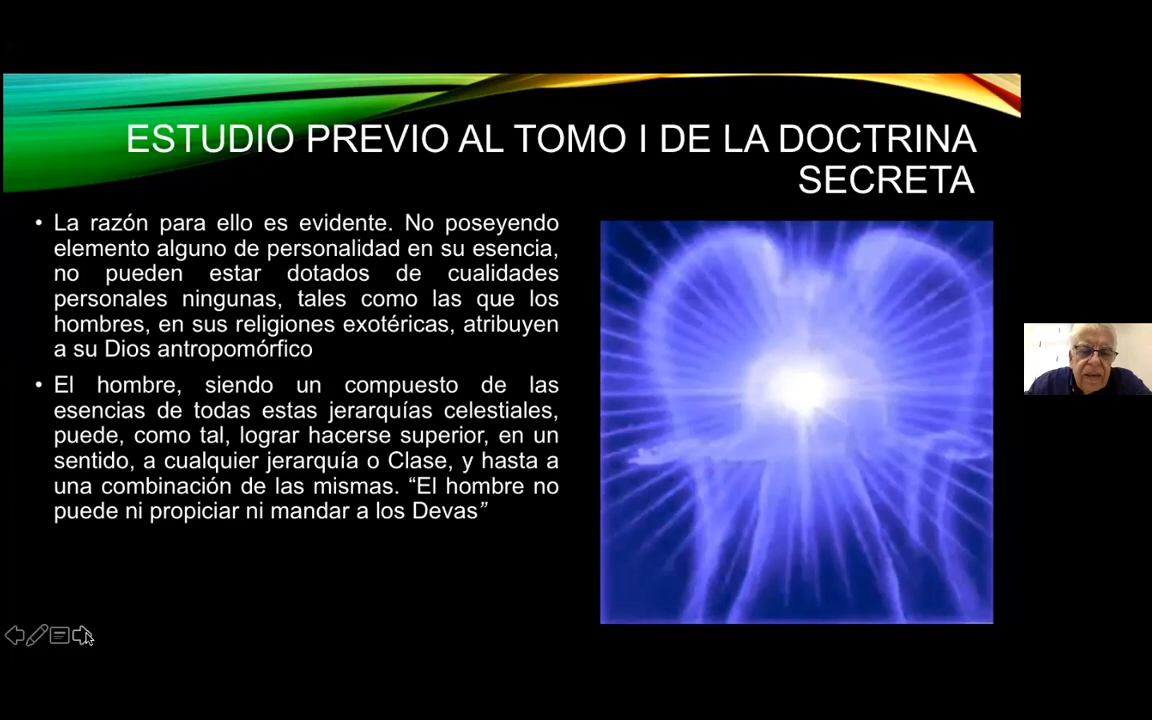 ESTUDIO PREVIO AL TOMO I DE LA DOCTRINA
SECRETA
• La razón para ello es evidente. No poseyendo
elemento alguno de personalidad en su esencia,
no pueden estar dotados de cualidades
personales ningunas, tales como las que los
hombres, en sus religiones exotéricas, atribuyen
a su Dios antropomórfico
• El hombre, siendo un compuesto de las
esencias de todas estas jerarquías celestiales,
puede, como tal, lograr hacerse superior, en un
sentido, a cualquier jerarquía o Clase, y hasta a
una combinación de las mismas. “El hombre no
puede ni propiciar ni mandar a los Devas”